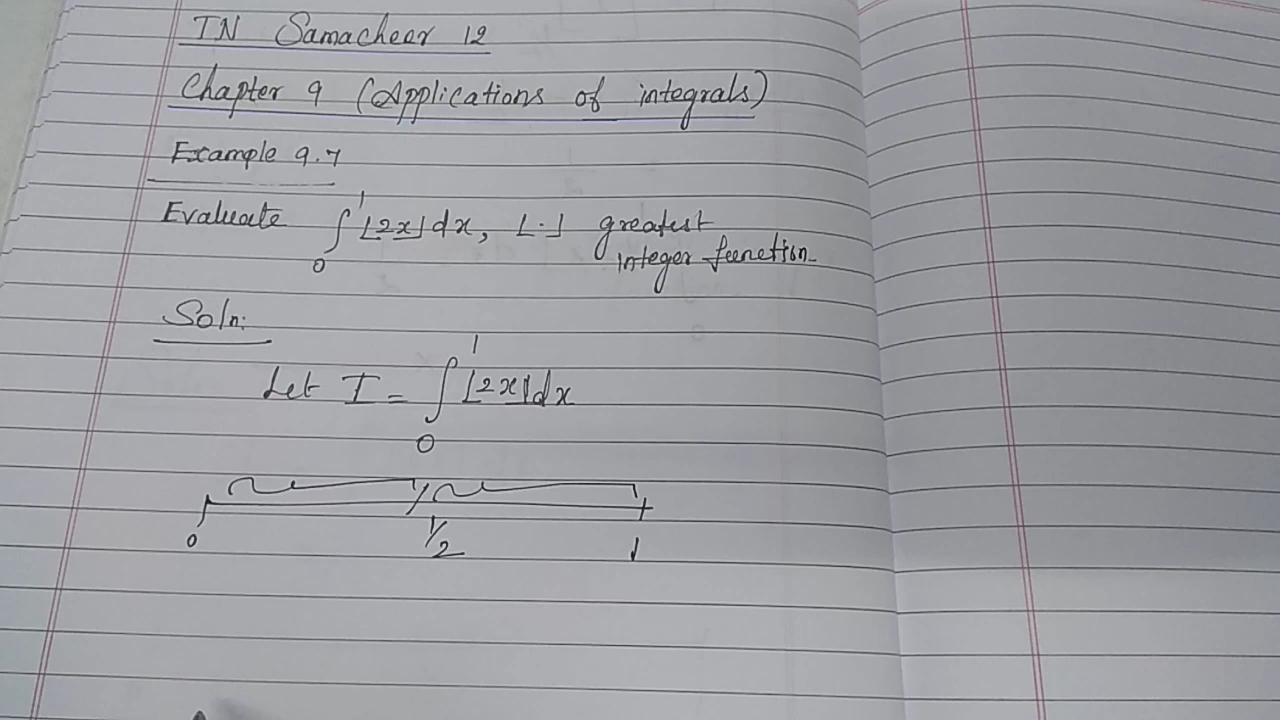 TN Samacheer 12
Chapter 9 (Applications of integrals)
Example 9.7
Evaluate ∫₀¹ ⌊2x⌋dx, ⌊.⌋ greatest
integer function
Soln:
Let I = ∫₀¹ ⌊2x⌋dx
0 1/2 1